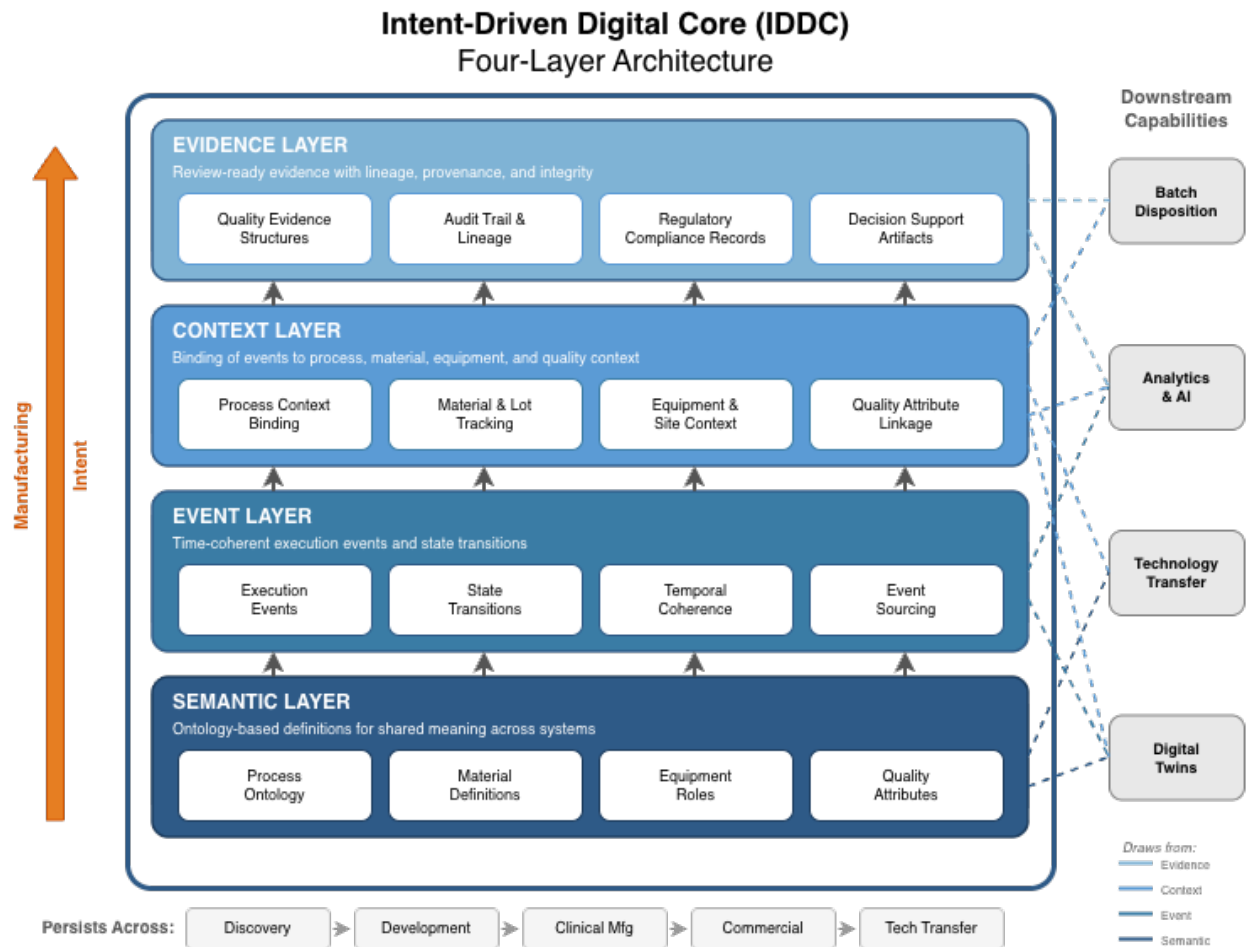 Intent-Driven Digital Core (IDDC)
Four-Layer Architecture
Downstream
Capabilities
Manufacturing
Intent
EVIDENCE LAYER
Review-ready evidence with lineage, provenance, and integrity
Quality Evidence
Structures
Audit Trail &
Lineage
Regulatory
Compliance Records
Decision Support
Artifacts
CONTEXT LAYER
Binding of events to process, material, equipment, and quality context
Process Context
Binding
Material & Lot
Tracking
Equipment &
Site Context
Quality Attribute
Linkage
EVENT LAYER
Time-coherent execution events and state transitions
Execution
Events
State
Transitions
Temporal
Coherence
Event
Sourcing
SEMANTIC LAYER
Ontology-based definitions for shared meaning across systems
Process
Ontology
Material
Definitions
Equipment
Roles
Quality
Attributes
Batch
Disposition
Analytics
& AI
Technology
Transfer
Digital
Twins
Draws from:
Evidence
Context
Event
Semantic
Persists Across:
Discovery
Development
Clinical Mfg
Commercial
Tech Transfer